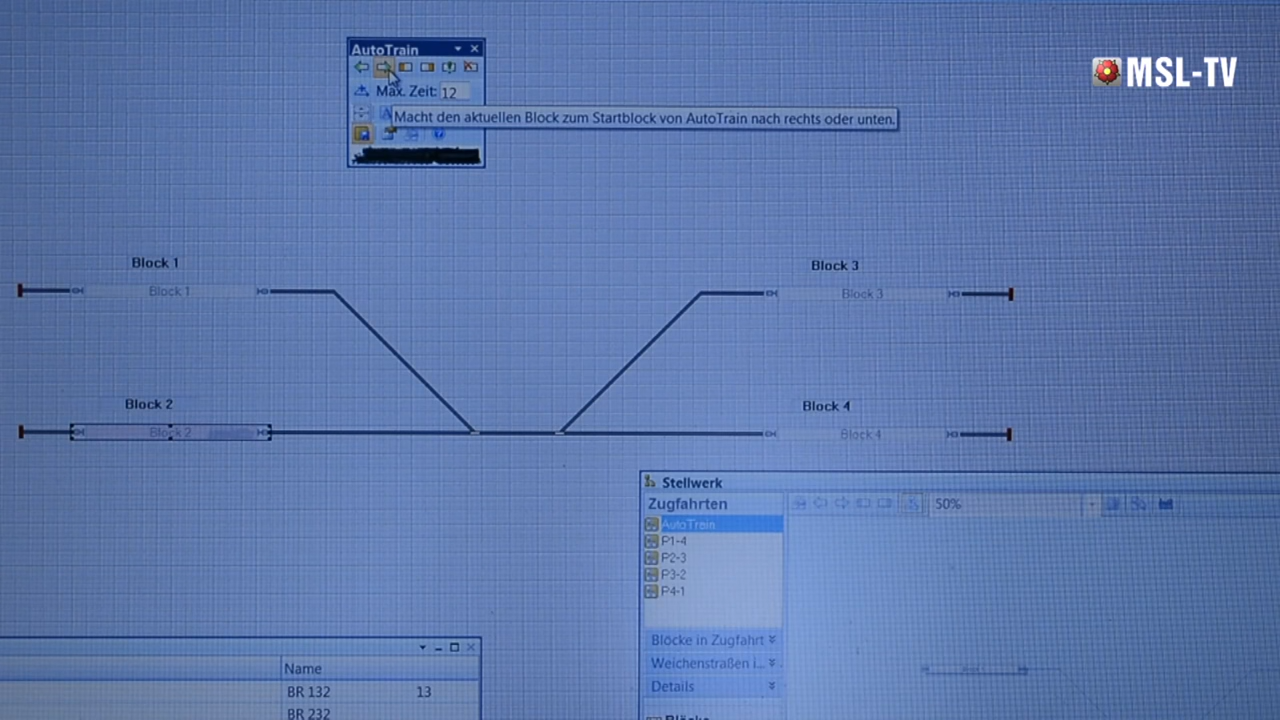 AutoTrain
MSL-TV
Max. Zeit: 12
Macht den aktuellen Block zum Startblock von AutoTrain nach rechts oder unten.
Block 1
Block 1
Block 3
Block 3
Block 2
Block 2
Block 4
Block 4
Stellwerk
Zugfahrten
50%
AutoTrain
P1-4
P2-3
P3-2
P4-1
Blöcke in Zugfahrt
Weichenstraßen i...
Details
Blöcke
Name
BR 132 13
BR 232